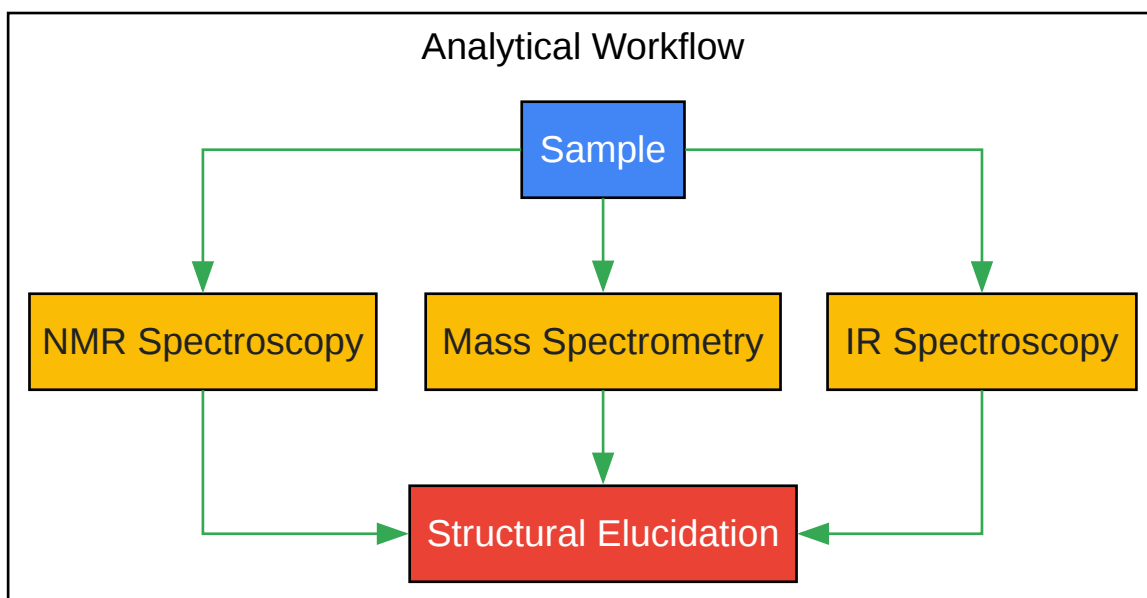 Analytical Workflow
Sample
NMR Spectroscopy
Mass Spectrometry
IR Spectroscopy
Structural Elucidation